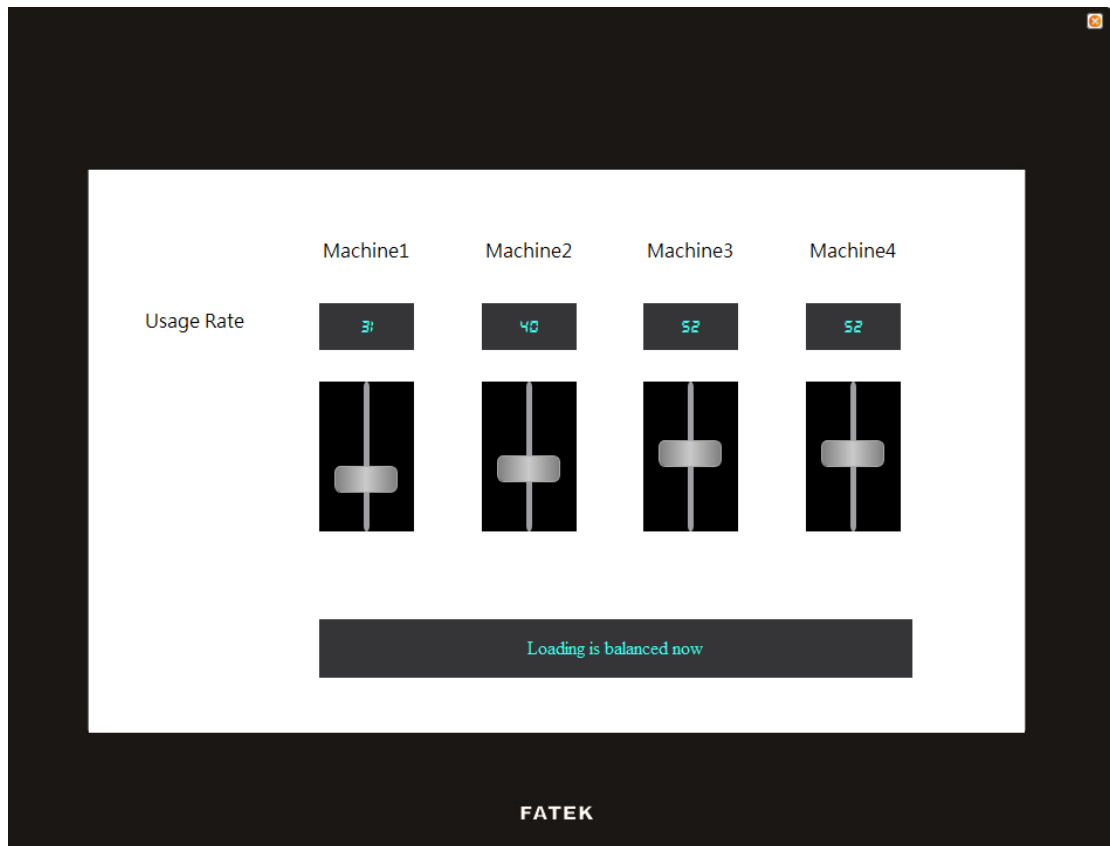 Machine1 Machine2 Machine3 Machine4
Usage Rate 31 40 52 52
Loading is balanced now
FATEK